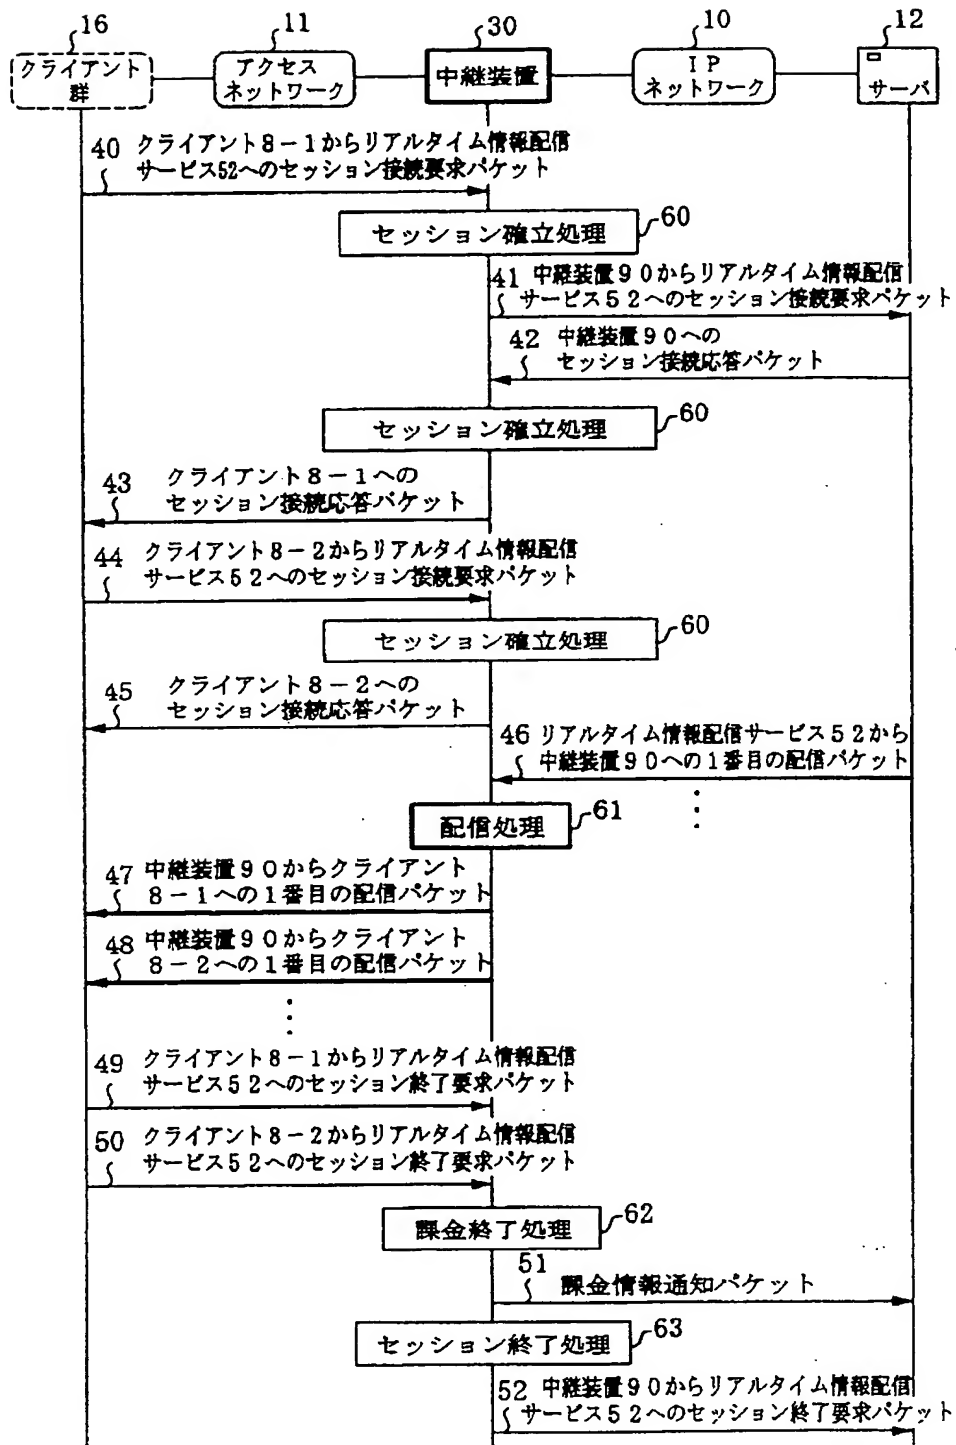 16
11
30
10
12
クライアント
群
アクセス
ネットワーク
中継装置
IP
ネットワーク
サーバ
40
クライアント8-1からリアルタイム情報配信
サービス52へのセッション接続要求パケット
セッション確立処理
60
41
中継装置90からリアルタイム情報配信
サービス52へのセッション接続要求パケット
42
中継装置90への
セッション接続応答パケット
セッション確立処理
60
43
クライアント8-1への
セッション接続応答パケット
44
クライアント8-2からリアルタイム情報配信
サービス52へのセッション接続要求パケット
セッション確立処理
60
45
クライアント8-2への
セッション接続応答パケット
46
リアルタイム情報配信サービス52から
中継装置90への1番目の配信パケット
配信処理
61
47
中継装置90からクライアント
8-1への1番目の配信パケット
48
中継装置90からクライアント
8-2への1番目の配信パケット
49
クライアント8-1からリアルタイム情報配信
サービス52へのセッション終了要求パケット
50
クライアント8-2からリアルタイム情報配信
サービス52へのセッション終了要求パケット
課金終了処理
62
51
課金情報通知パケット
セッション終了処理
63
52
中継装置90からリアルタイム情報配信
サービス52へのセッション終了要求パケット